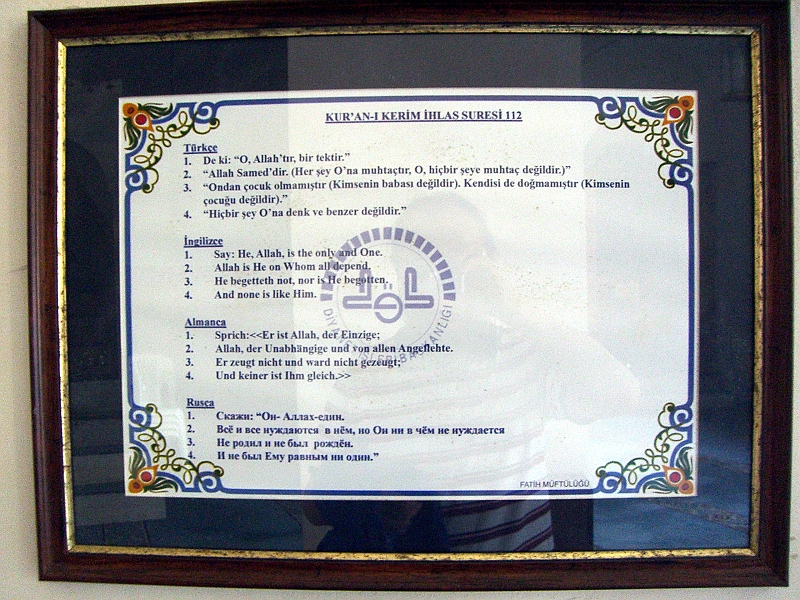 KUR'AN-I KERİM İHLAS SURESİ 112
Türkçe
1. De ki: “O, Allah'tır, bir tektir.”
2. “Allah Samed'dir. (Her şey O'na muhtaçtır, O, hiçbir şeye muhtaç değildir.)”
3. “Ondan çocuk olmamıştır (Kimsenin babası değildir). Kendisi de doğmamıştır (Kimsenin
çocuğu değildir).”
4. “Hiçbir şey O'na denk ve benzer değildir.”
İngilizce
1. Say: He, Allah, is the only and One.
2. Allah is He on Whom all depend.
3. He begetteth not, nor is He begotten.
4. And none is like Him.
DİYANET İŞLERİ BAŞKANLIĞI
Almanca
1. Sprich:<<Er ist Allah, der Einzige;
2. Allah, der Unabhängige und von allen Angeflehte.
3. Er zeugt nicht und ward nicht gezeugt;
4. Und keiner ist Ihm gleich.>>
Rusça
1. Скажи: “Он- Аллах-един.
2. Всё и все нуждаются в нём, но Он ни в чём не нуждается
3. Не родил и не был рождён.
4. И не был Ему равным ни один.”
FATİH MÜFTÜLÜĞÜ